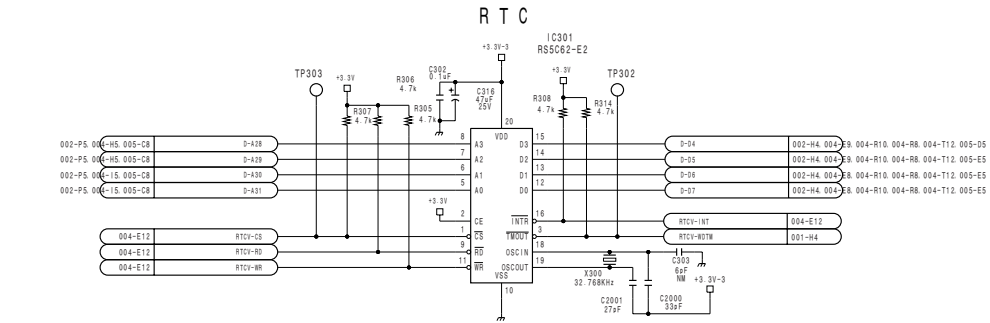 RTC
IC301
RS5C62-E2
+3.3V-3
TP303
+3.3V
R306
4.7k
C302
0.1uF
C316
47uF
25V
+3.3V
TP302
R307
4.7k
R305
4.7k
R308
4.7k
R314
4.7k
20
VDD
002-P5.004-H5.005-C8 D-A28 8 A3 D3 15 D-D4 002-H4.004-E9.004-R10.004-R8.004-T12.005-D5
002-P5.004-H5.005-C8 D-A29 7 A2 D2 14 D-D5 002-H4.004-E9.004-R10.004-R8.004-T12.005-E5
002-P5.004-I5.005-C8 D-A30 6 A1 D1 13 D-D6 002-H4.004-E8.004-R10.004-R8.004-T12.005-E5
002-P5.004-I5.005-C8 D-A31 5 A0 D0 12 D-D7 002-H4.004-E8.004-R10.004-R8.004-T12.005-E5
+3.3V
2 CE INTR 16 RTCV-INT 004-E12
004-E12 RTCV-CS 1 CS TMOUT 3 RTCV-WDTM 001-H4
004-E12 RTCV-RD 9 RD OSCIN 18
004-E12 RTCV-WR 11 WR OSCOUT 19
VSS
10
X300
32.768KHz
C303
6pF
NM
+3.3V-3
C2001
27pF
C2000
33pF